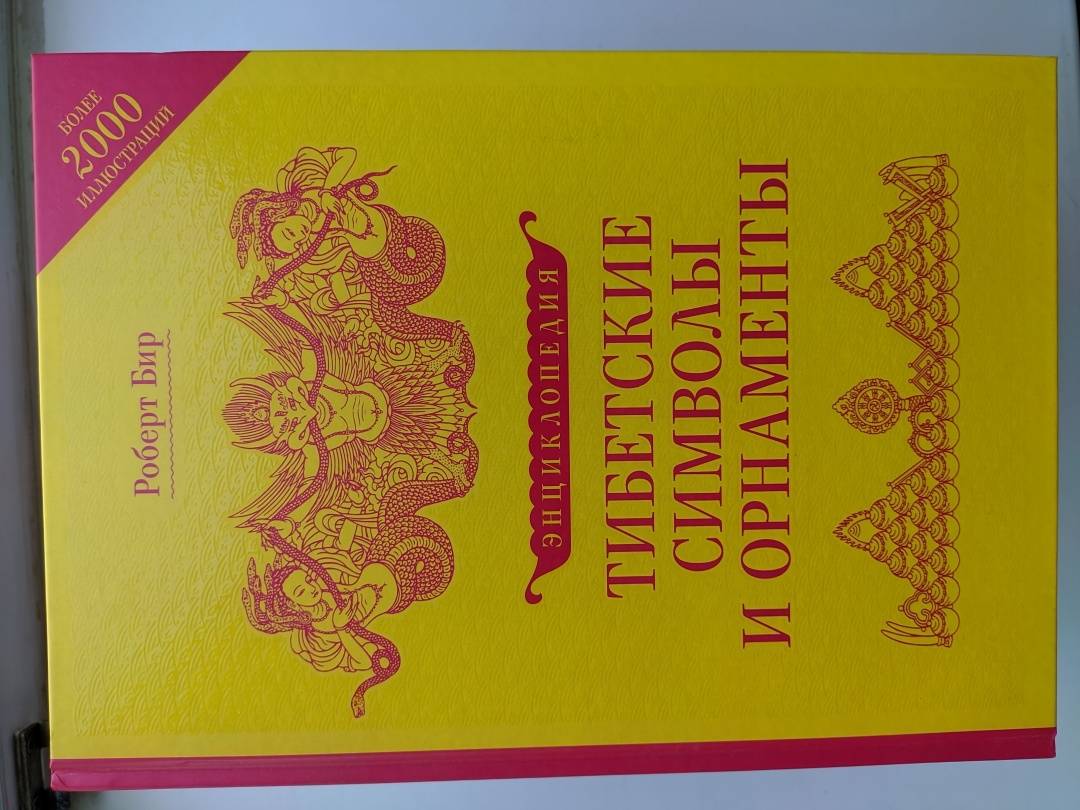 БОЛЕЕ
2000
ИЛЛЮСТРАЦИЙ
Роберт Бир
ЭНЦИКЛОПЕДИЯ
ТИБЕТСКИЕ
СИМВОЛЫ
И ОРНАМЕНТЫ